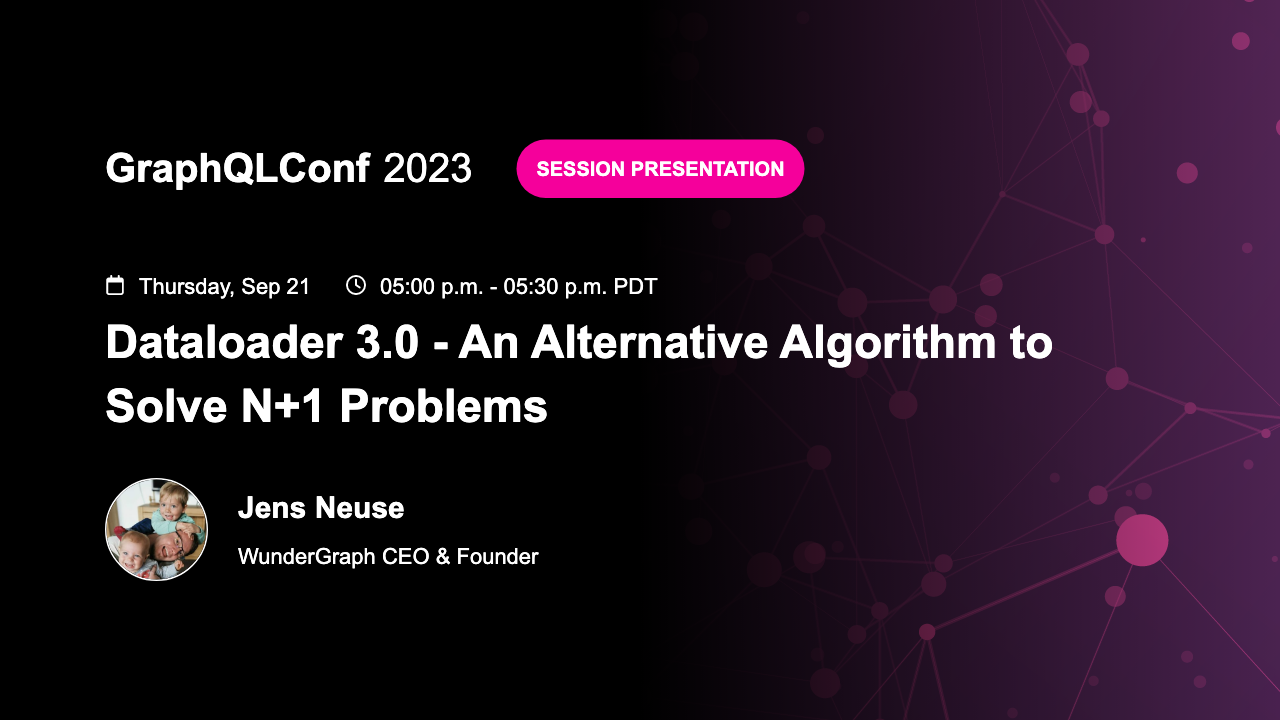 GraphQLConf 2023
SESSION PRESENTATION
Thursday, Sep 21
05:00 p.m. - 05:30 p.m. PDT
Dataloader 3.0 - An Alternative Algorithm to
Solve N+1 Problems
Jens Neuse
WunderGraph CEO & Founder